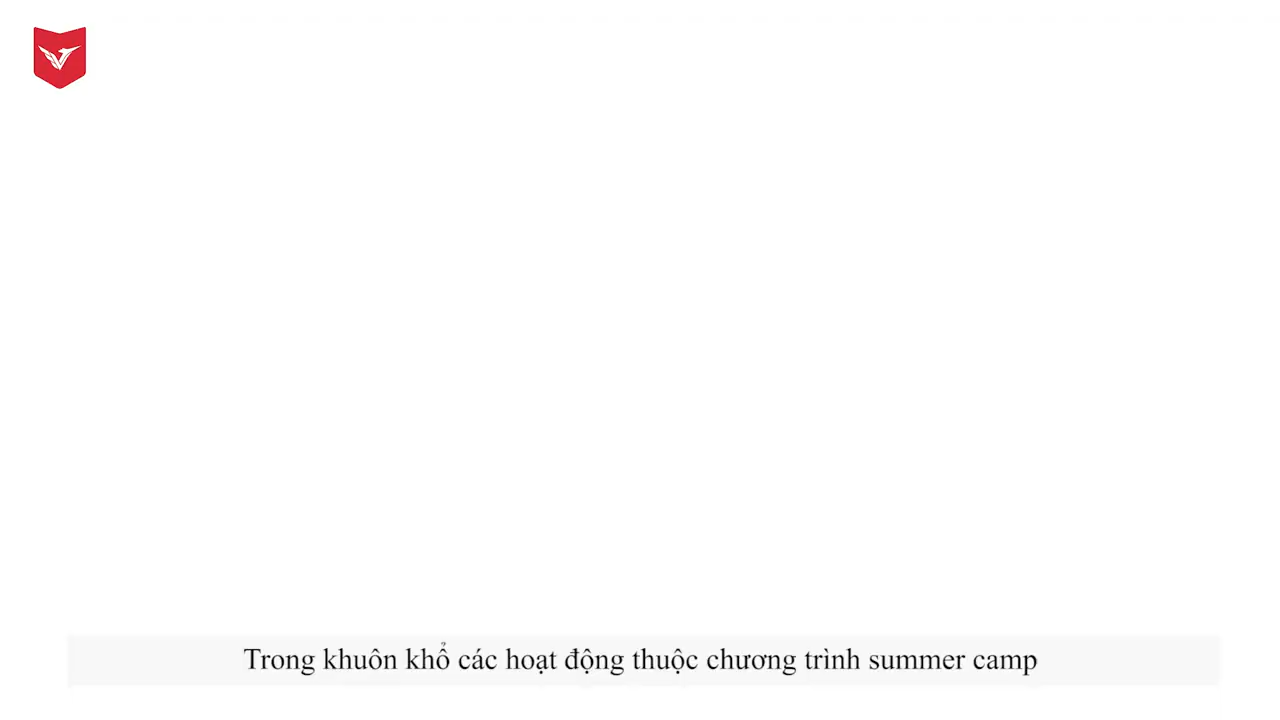 Trong khuôn khổ các hoạt động thuộc chương trình summer camp